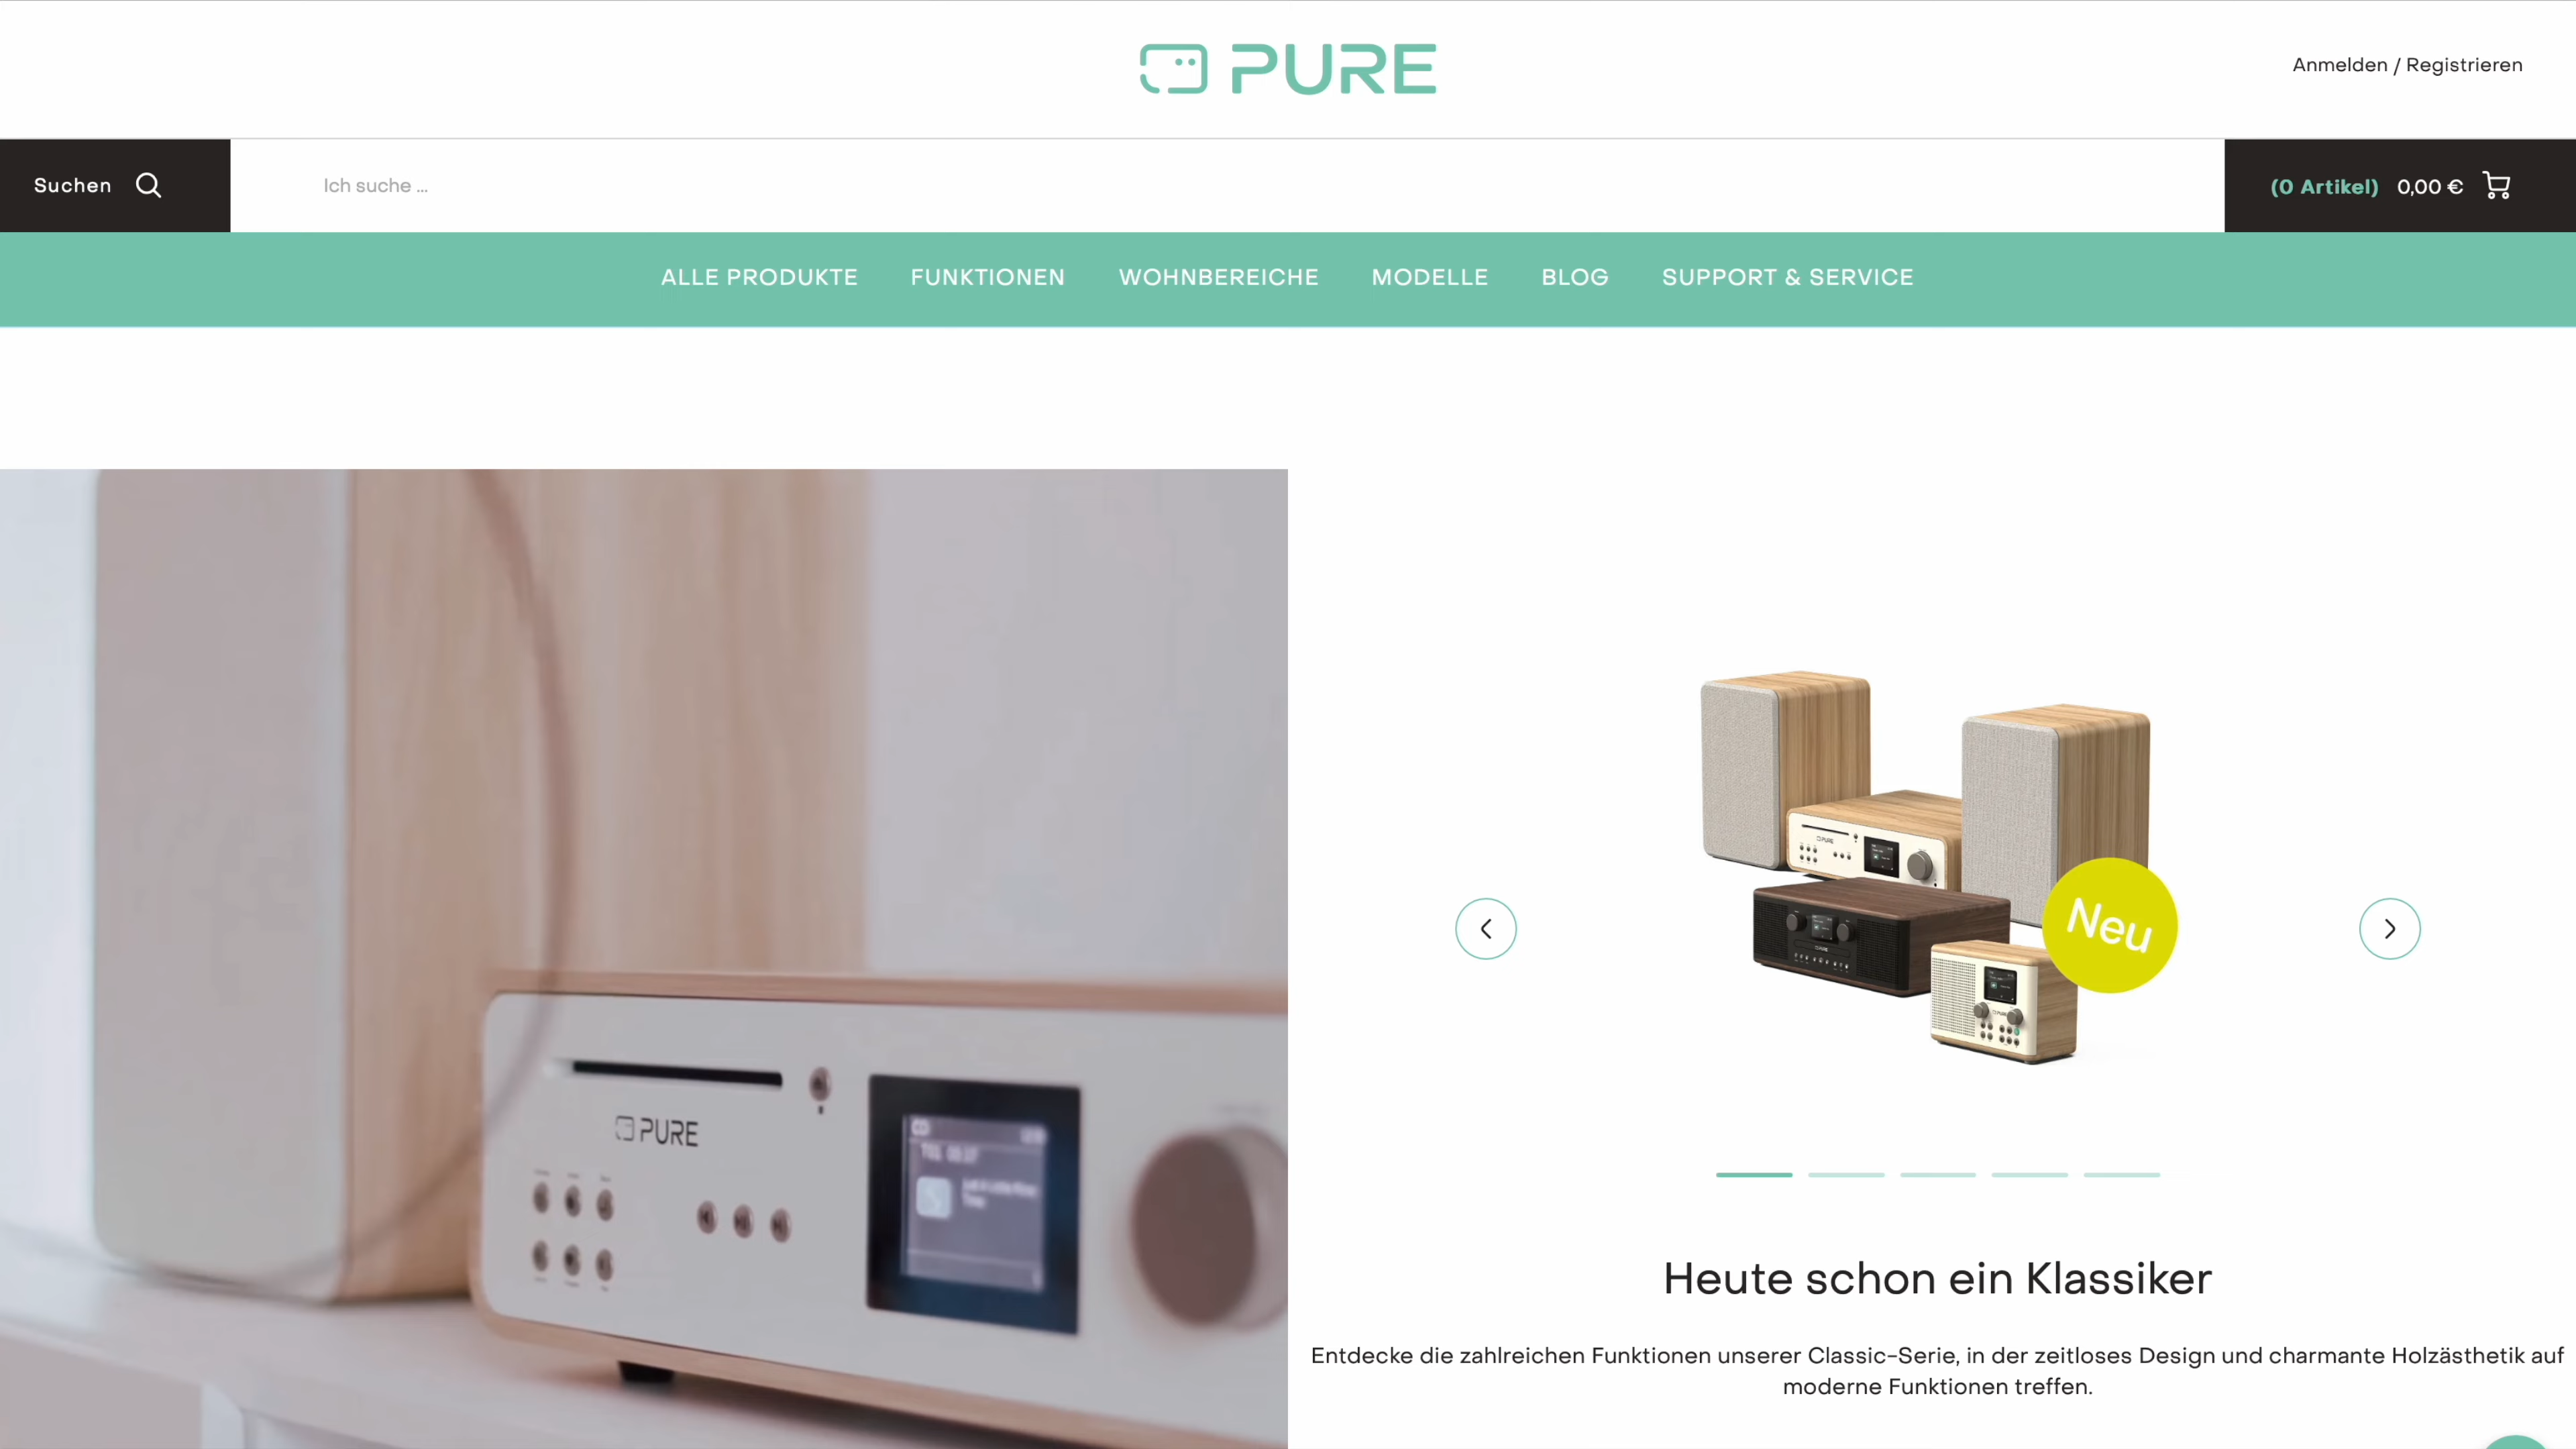 PURE
Anmelden / Registrieren
Suchen
Ich suche ...
(0 Artikel) 0,00 €
ALLE PRODUKTE FUNKTIONEN WOHNBEREICHE MODELLE BLOG SUPPORT & SERVICE
PURE
Neu
Heute schon ein Klassiker
Entdecke die zahlreichen Funktionen unserer Classic-Serie, in der zeitloses Design und charmante Holzästhetik auf
moderne Funktionen treffen.